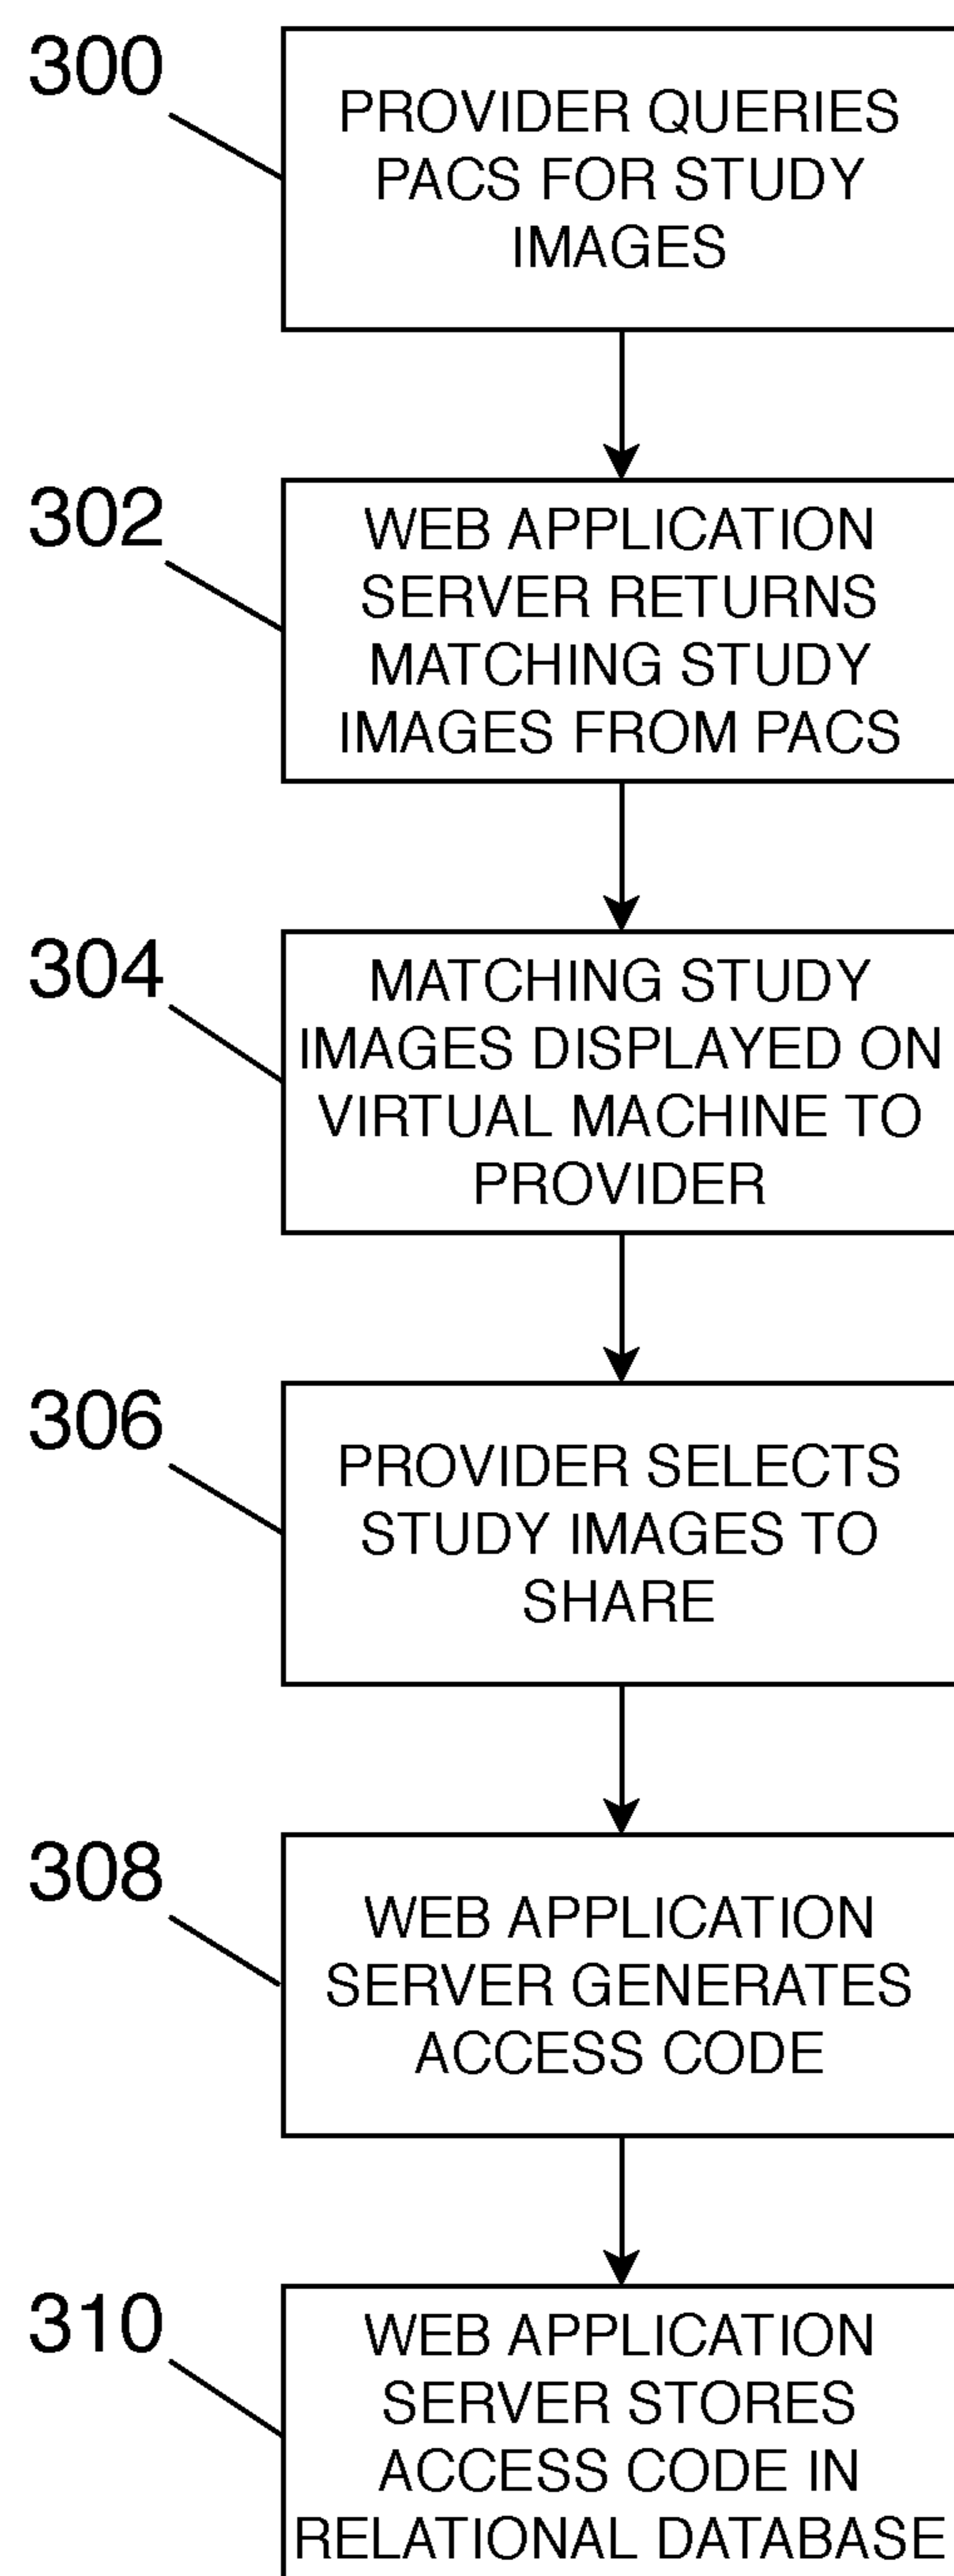 300
PROVIDER QUERIES
PACS FOR STUDY
IMAGES
302
WEB APPLICATION
SERVER RETURNS
MATCHING STUDY
IMAGES FROM PACS
304
MATCHING STUDY
IMAGES DISPLAYED ON
VIRTUAL MACHINE TO
PROVIDER
306
PROVIDER SELECTS
STUDY IMAGES TO
SHARE
308
WEB APPLICATION
SERVER GENERATES
ACCESS CODE
310
WEB APPLICATION
SERVER STORES
ACCESS CODE IN
RELATIONAL DATABASE